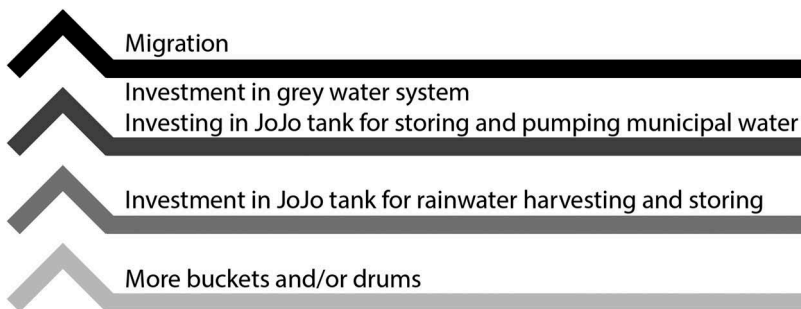 Migration
Investment in grey water system
Investing in JoJo tank for storing and pumping municipal water
Investment in JoJo tank for rainwater harvesting and storing
More buckets and/or drums